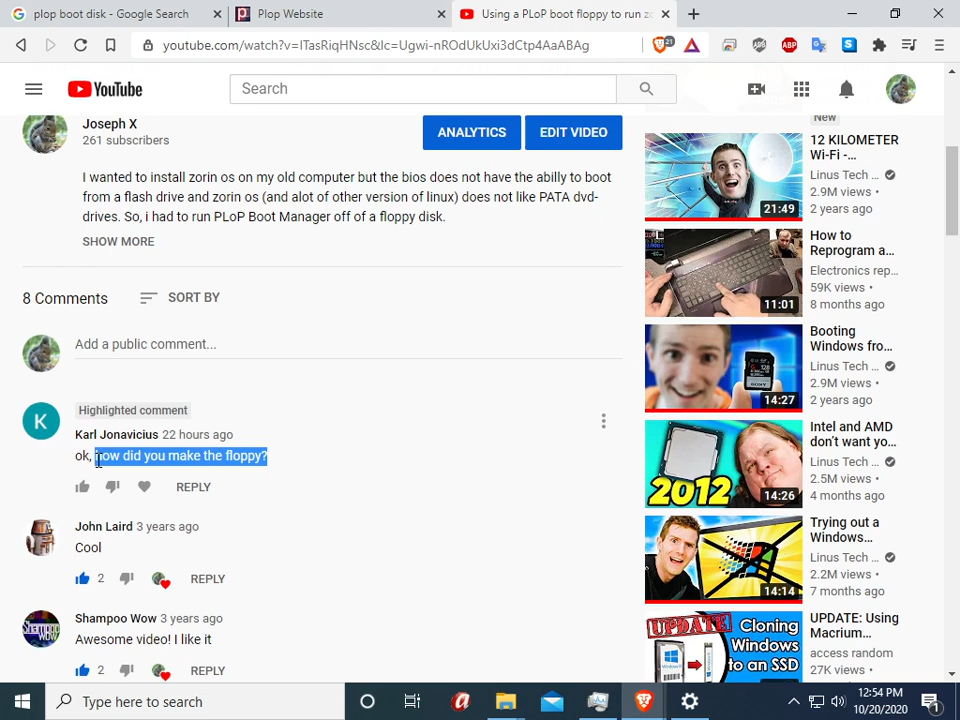 plop boot disk - Google Search
Plop Website
Using a PLoP boot floppy to run zo
youtube.com/watch?v=ITasRiqHNsc&lc=Ugwi-nROdUkUxi3dCtp4AaABAg
21
ABP
YouTube
Search
Joseph X
261 subscribers
ANALYTICS
EDIT VIDEO
I wanted to install zorin os on my old computer but the bios does not have the abilly to boot
from a flash drive and zorin os (and alot of other version of linux) does not like PATA dvd-
drives. So, i had to run PLoP Boot Manager off of a floppy disk.
SHOW MORE
8 Comments
SORT BY
Add a public comment...
K
Highlighted comment
Karl Jonavicius 22 hours ago
ok, how did you make the floppy?
REPLY
John Laird 3 years ago
Cool
2
REPLY
Shampoo Wow 3 years ago
Awesome video! I like it
2
REPLY
New
12 KILOMETER
Wi-Fi -...
Linus Tech ...
2.9M views •
2 years ago
21:49
How to
Reprogram a...
Electronics rep...
59K views •
8 months ago
11:01
Booting
Windows fro...
Linus Tech ...
2.9M views •
2 years ago
128
14:27
Intel and AMD
don't want yo...
Linus Tech ...
2.5M views •
4 months ago
2012
14:26
Trying out a
Windows...
Linus Tech ...
2.2M views •
7 months ago
14:14
UPDATE: Using
Macrium...
access random
27K views •
UPDATE!
Cloning
Windows
to an SSD
Type here to search
12:54 PM
10/20/2020
1